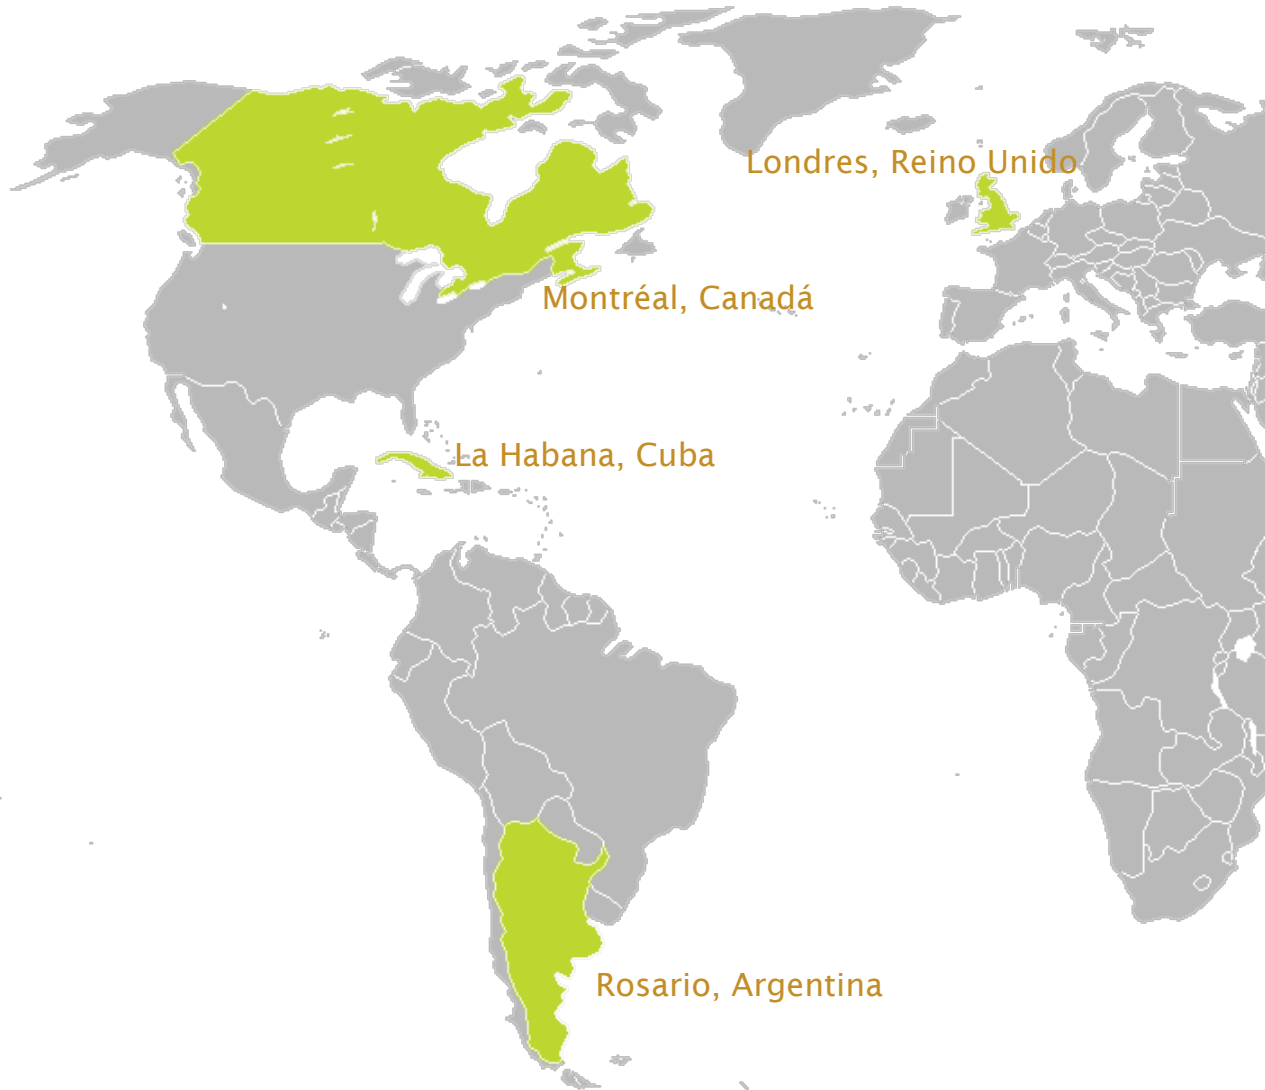 Londres, Reino Unido
Montréal, Canadá
La Habana, Cuba
Rosario, Argentina